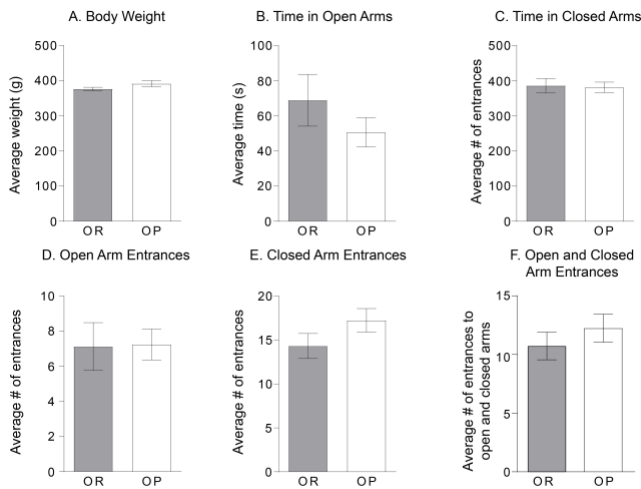 A. Body Weight
500
400
300
200
100
0
Average weight (g)
OR OP
B. Time in Open Arms
100
80
60
40
20
0
Average time (s)
OR OP
C. Time in Closed Arms
500
400
300
200
100
0
Average # of entrances
OR OP
D. Open Arm Entrances
10
8
6
4
2
0
Average # of entrances
OR OP
E. Closed Arm Entrances
20
15
10
5
0
Average # of entrances
OR OP
F. Open and Closed
Arm Entrances
15
10
5
0
Average # of entrances to
open and closed arms
OR OP